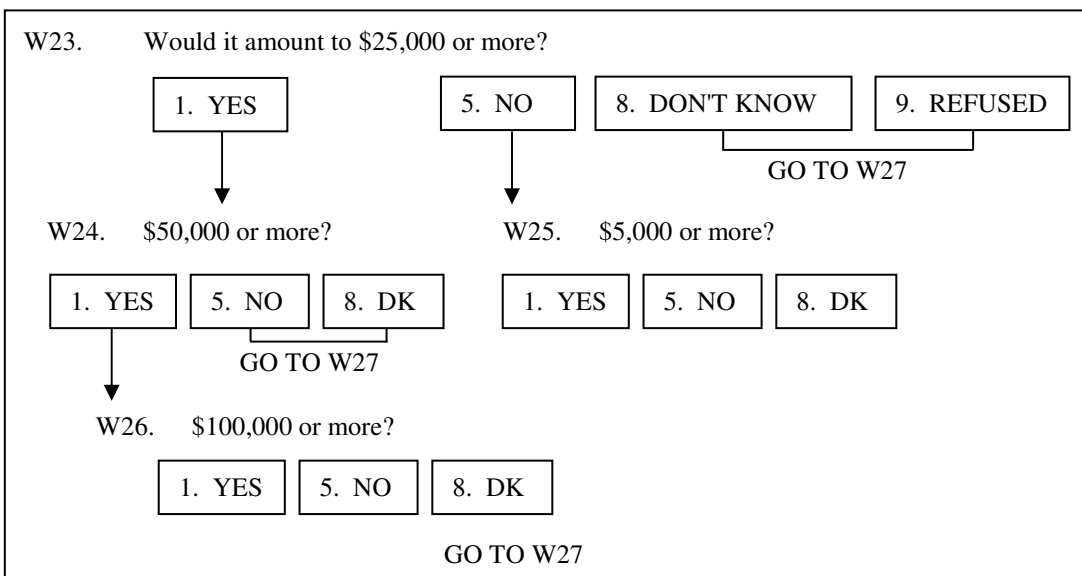 W23. Would it amount to $25,000 or more?
1. YES 5. NO 8. DON'T KNOW 9. REFUSED
GO TO W27
W24. $50,000 or more? W25. $5,000 or more?
1. YES 5. NO 8. DK 1. YES 5. NO 8. DK
GO TO W27
W26. $100,000 or more?
1. YES 5. NO 8. DK
GO TO W27